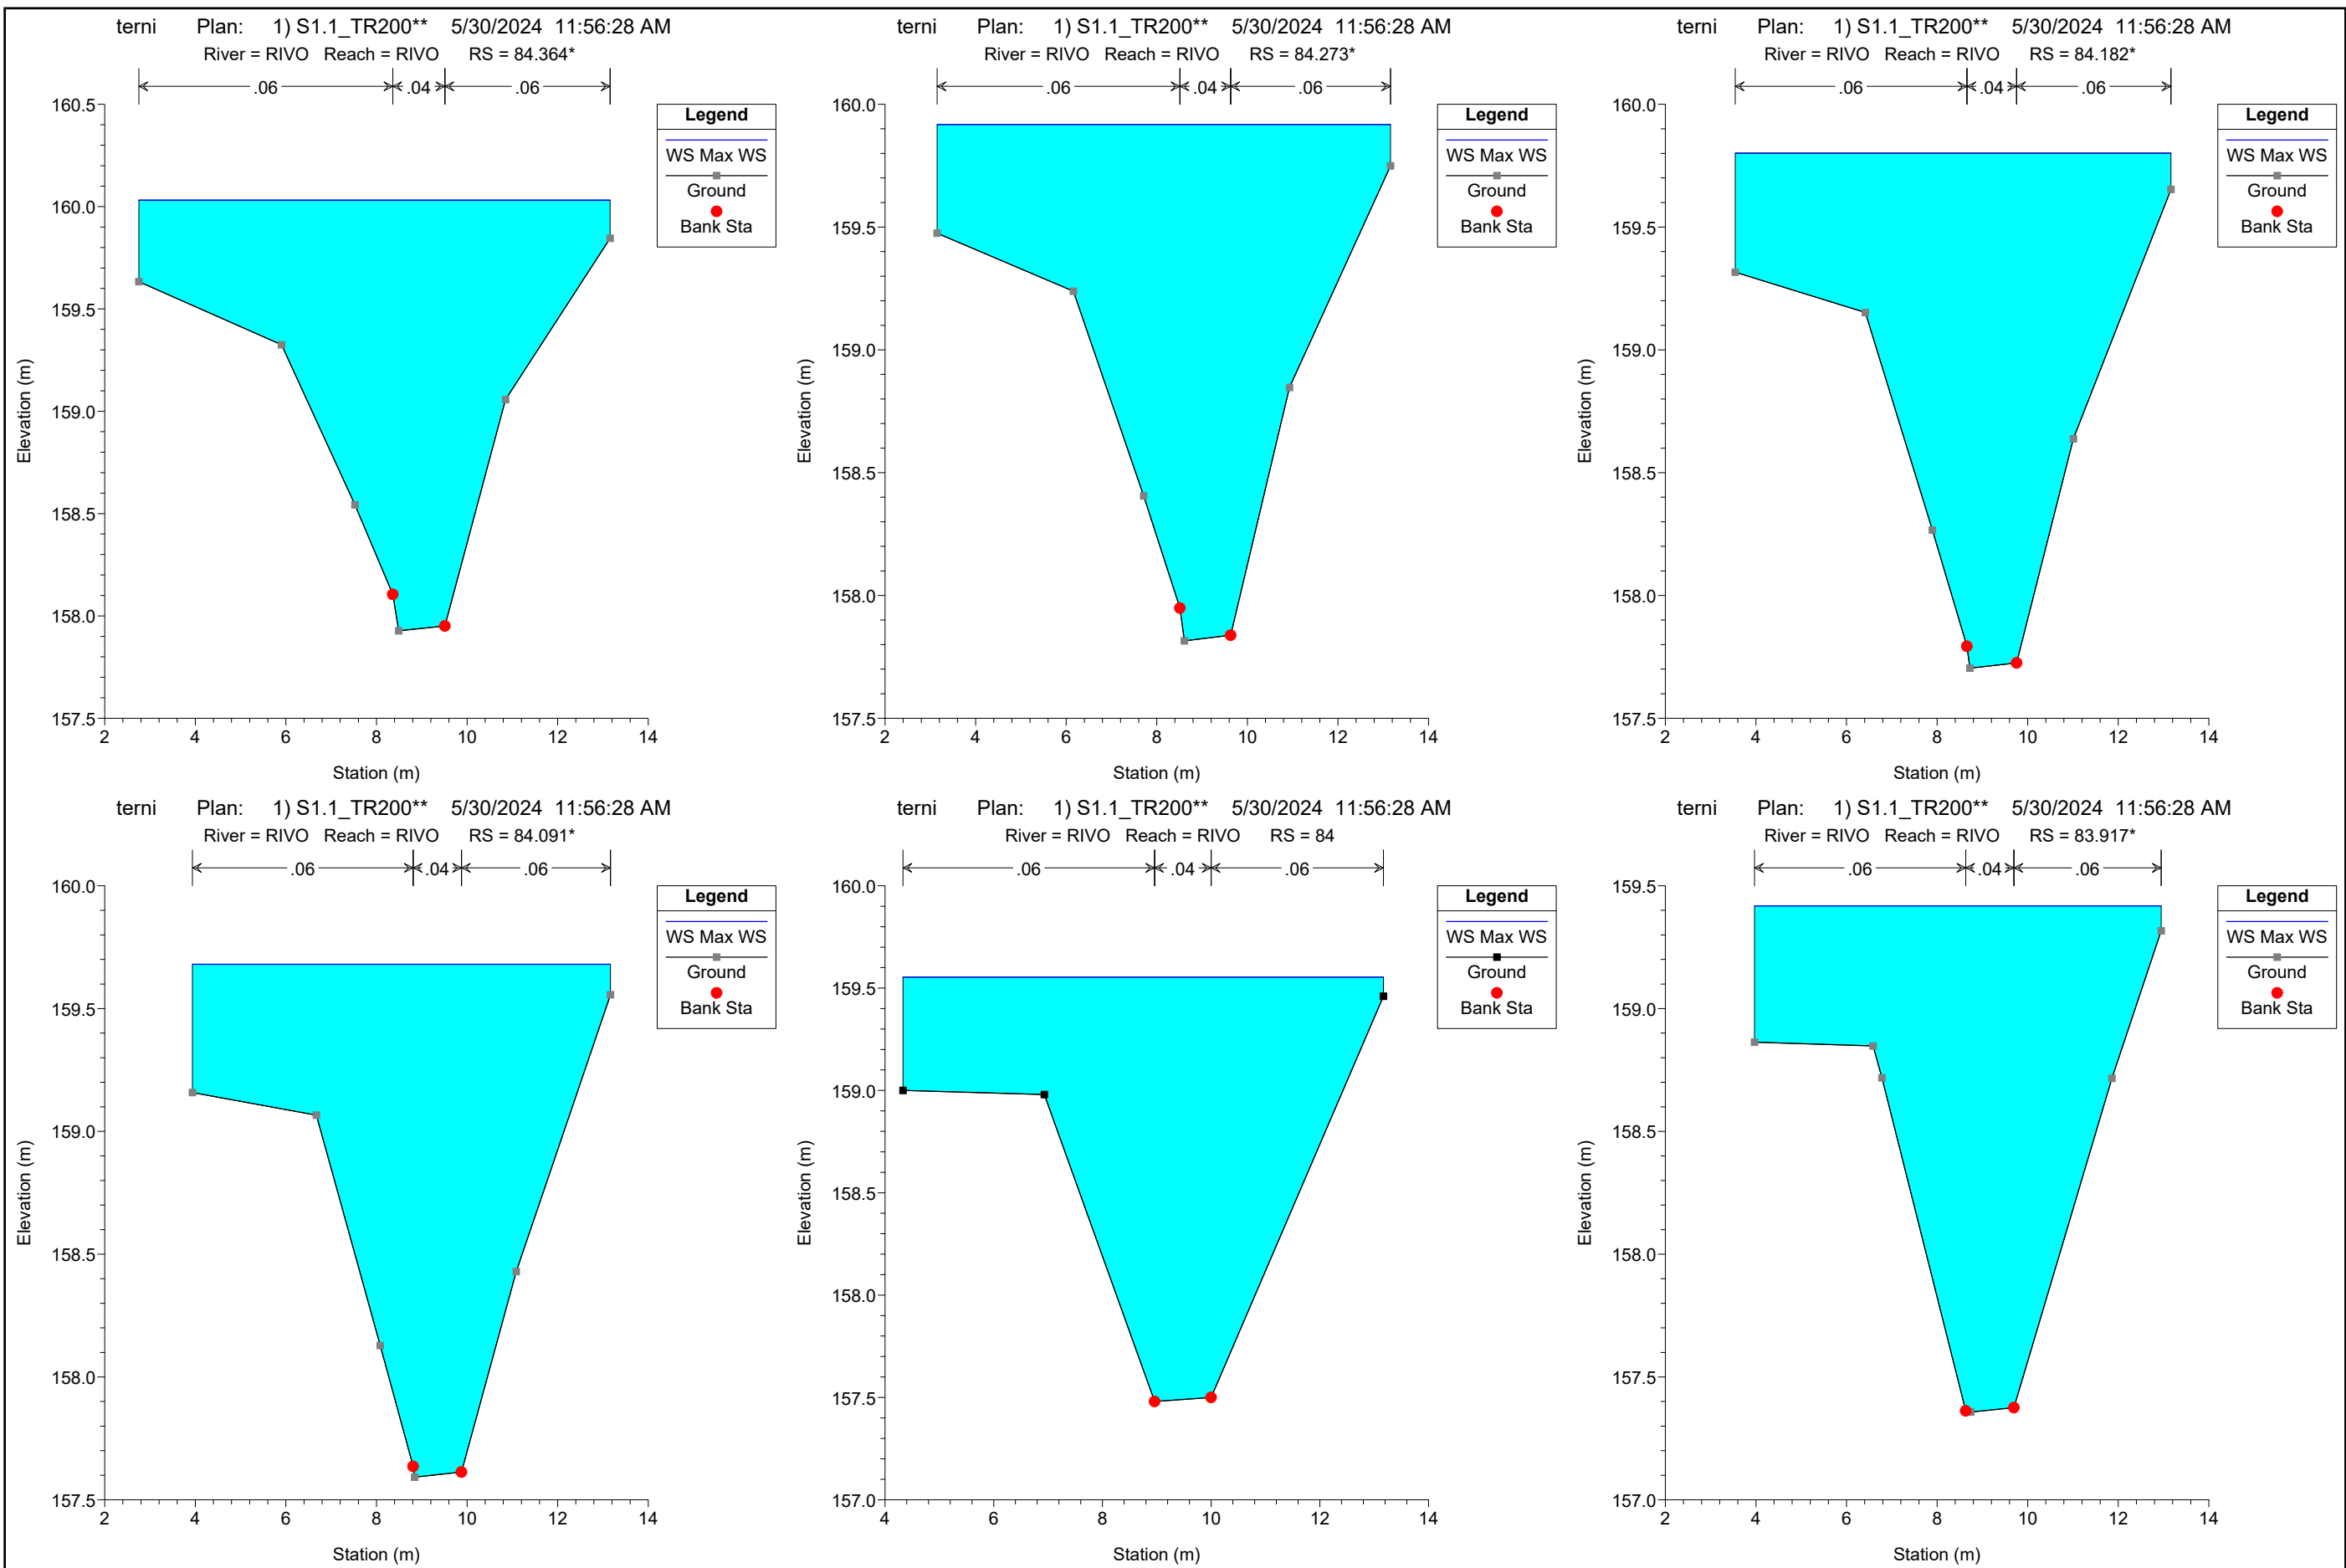 terni Plan: 1) S1.1_TR200** 5/30/2024 11:56:28 AM
River = RIVO Reach = RIVO RS = 84.364*
.06 .04 .06
160.5
160.0
159.5
159.0
158.5
158.0
157.5
Elevation (m)
2 4 6 8 10 12 14
Station (m)
Legend
WS Max WS
Ground
Bank Sta
terni Plan: 1) S1.1_TR200** 5/30/2024 11:56:28 AM
River = RIVO Reach = RIVO RS = 84.273*
.06 .04 .06
160.0
159.5
159.0
158.5
158.0
157.5
Elevation (m)
2 4 6 8 10 12 14
Station (m)
Legend
WS Max WS
Ground
Bank Sta
terni Plan: 1) S1.1_TR200** 5/30/2024 11:56:28 AM
River = RIVO Reach = RIVO RS = 84.182*
.06 .04 .06
160.0
159.5
159.0
158.5
158.0
157.5
Elevation (m)
2 4 6 8 10 12 14
Station (m)
Legend
WS Max WS
Ground
Bank Sta
terni Plan: 1) S1.1_TR200** 5/30/2024 11:56:28 AM
River = RIVO Reach = RIVO RS = 84.091*
.06 .04 .06
160.0
159.5
159.0
158.5
158.0
157.5
Elevation (m)
2 4 6 8 10 12 14
Station (m)
Legend
WS Max WS
Ground
Bank Sta
terni Plan: 1) S1.1_TR200** 5/30/2024 11:56:28 AM
River = RIVO Reach = RIVO RS = 84
.06 .04 .06
160.0
159.5
159.0
158.5
158.0
157.5
157.0
Elevation (m)
4 6 8 10 12 14
Station (m)
Legend
WS Max WS
Ground
Bank Sta
terni Plan: 1) S1.1_TR200** 5/30/2024 11:56:28 AM
River = RIVO Reach = RIVO RS = 83.917*
.06 .04 .06
159.5
159.0
158.5
158.0
157.5
157.0
Elevation (m)
2 4 6 8 10 12 14
Station (m)
Legend
WS Max WS
Ground
Bank Sta